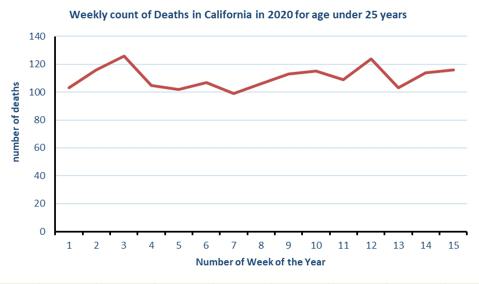 Weekly count of Deaths in California in 2020 for age under 25 years
number of deaths
140
120
100
80
60
40
20
0
1 2 3 4 5 6 7 8 9 10 11 12 13 14 15
Number of Week of the Year